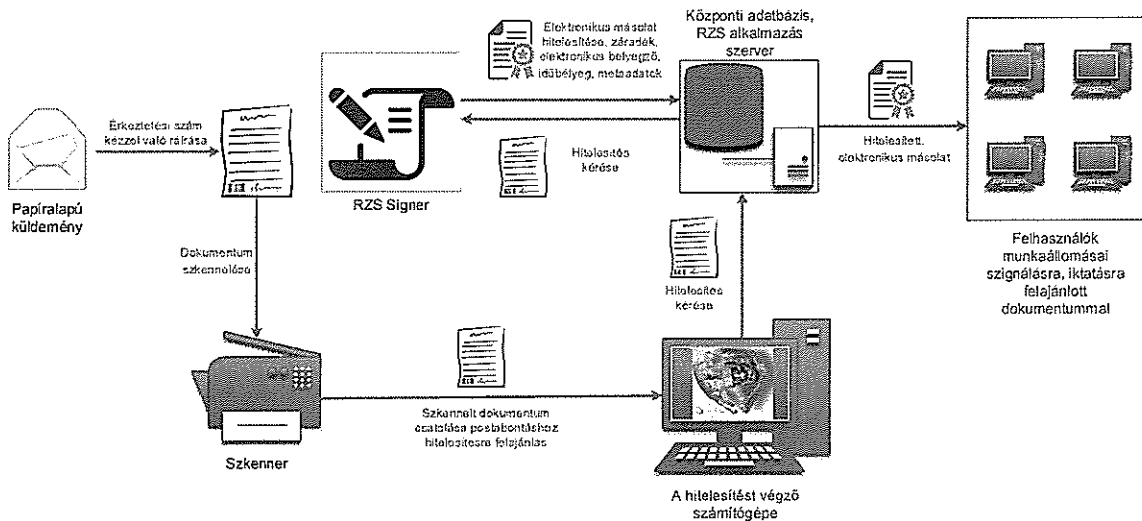 Elektronikus másolat
hitelesítése, záradék,
elektronikus bélyegző,
időbélyeg, metaadatok
Központi adatbázis,
RZS alkalmazás
szerver
Érkeztetési szám
kézzel való ráírása
Papíralapú
küldemény
RZS Signer
Hitelesítés
kérése
Hitelesített,
elektronikus másolat
Felhasználók
munkaállomásai
szignálásra, iktatásra
felajánlott
dokumentummal
Dokumentum
szkennelése
Hitelesítés
kérése
Szkenner
Szkennelt dokumentum
csatolása postabontáshoz
hitelesítésre felajánlás
A hitelesítést végző
számítógépe